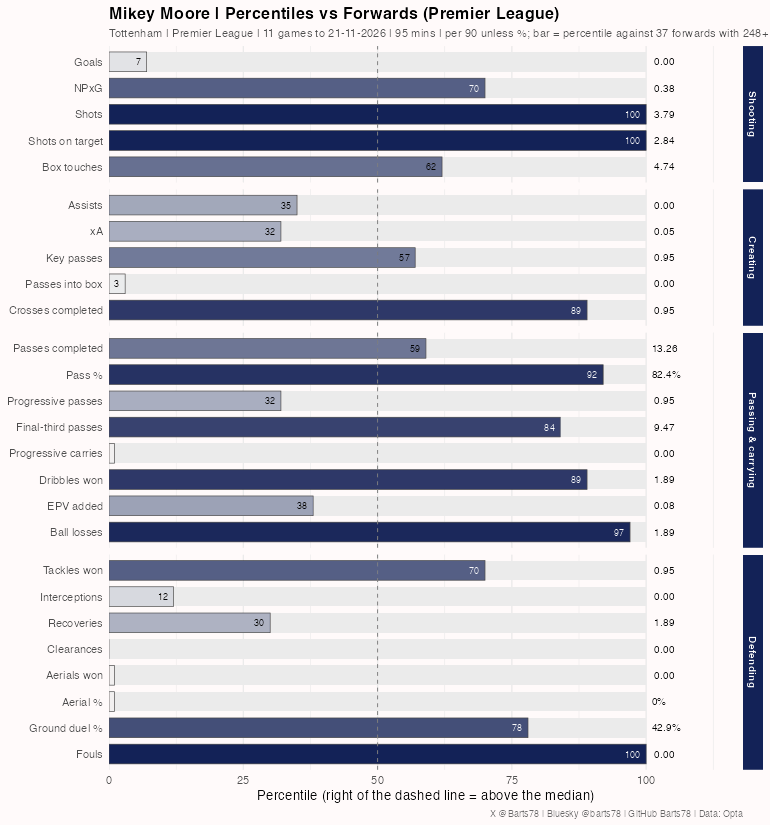 Mikey Moore | Percentiles vs Forwards (Premier League)
Tottenham | Premier League | 11 games to 21-11-2026 | 95 mins | per 90 unless %; bar = percentile against 37 forwards with 248+
Shooting
Goals 7 0.00
NPxG 70 0.38
Shots 100 3.79
Shots on target 100 2.84
Box touches 62 4.74
Creating
Assists 35 0.00
xA 32 0.05
Key passes 57 0.95
Passes into box 3 0.00
Crosses completed 89 0.95
Passing & carrying
Passes completed 59 13.26
Pass % 92 82.4%
Progressive passes 32 0.95
Final-third passes 84 9.47
Progressive carries 0.00
Dribbles won 89 1.89
EPV added 38 0.08
Ball losses 97 1.89
Defending
Tackles won 70 0.95
Interceptions 12 0.00
Recoveries 30 1.89
Clearances 0.00
Aerials won 0.00
Aerial % 0%
Ground duel % 78 42.9%
Fouls 100 0.00
0 25 50 75 100
Percentile (right of the dashed line = above the median)
X @Barts78 | Bluesky @barts78 | GitHub Barts78 | Data: Opta